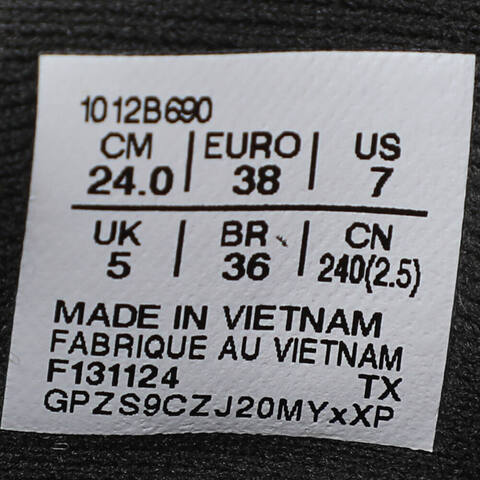 1012B690
CM | EURO | US
24.0 | 38 | 7
UK | BR | CN
5 | 36 | 240(2.5)
MADE IN VIETNAM
FABRIQUE AU VIETNAM
F131124 TX
GPZS9CZJ20MYxXP